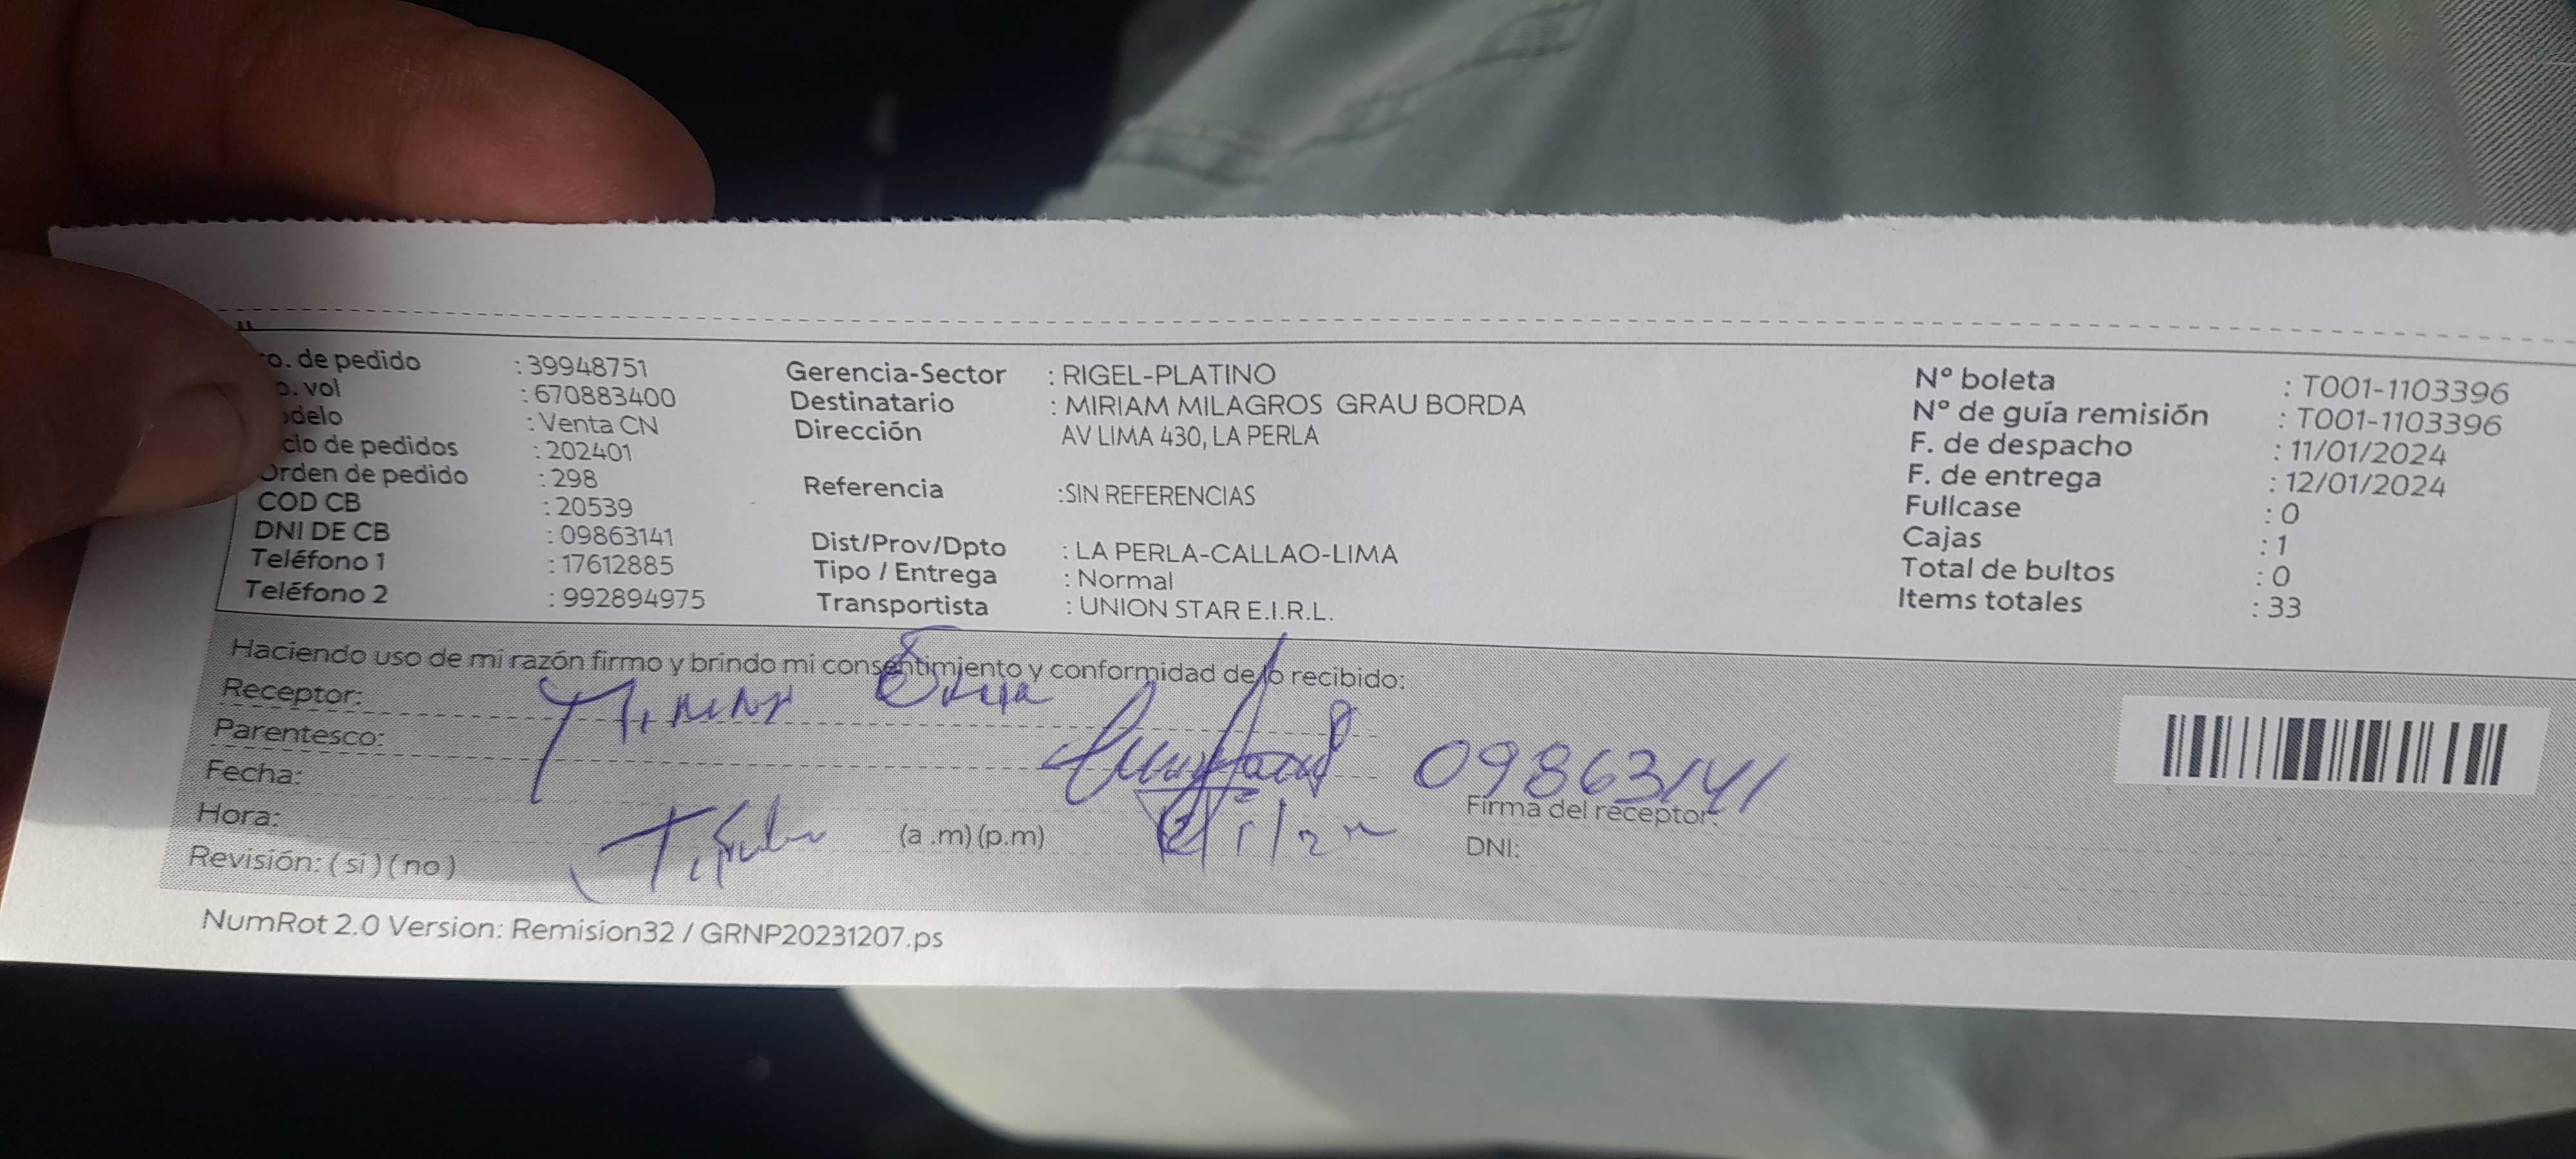 o. de pedido : 39948751
o. vol : 670883400
delo : Venta CN
clo de pedidos : 202401
Orden de pedido : 298
COD CB : 20539
DNI DE CB : 09863141
Teléfono 1 : 17612885
Teléfono 2 : 992894975
Gerencia-Sector : RIGEL-PLATINO
Destinatario : MIRIAM MILAGROS GRAU BORDA
Dirección AV LIMA 430, LA PERLA
Referencia :SIN REFERENCIAS
Dist/Prov/Dpto : LA PERLA-CALLAO-LIMA
Tipo / Entrega : Normal
Transportista : UNION STAR E.I.R.L.
Nº boleta : T001-1103396
Nº de guía remisión : T001-1103396
F. de despacho : 11/01/2024
F. de entrega : 12/01/2024
Fullcase : 0
Cajas : 1
Total de bultos : 0
Items totales : 33
Haciendo uso de mi razón firmo y brindo mi consentimiento y conformidad de lo recibido:
Receptor:
Parentesco:
Fecha:
Hora: (a .m) (p.m)
Revisión: ( si ) ( no )
09863141
Firma del receptor:
DNI:
NumRot 2.0 Version: Remision32 / GRNP20231207.ps